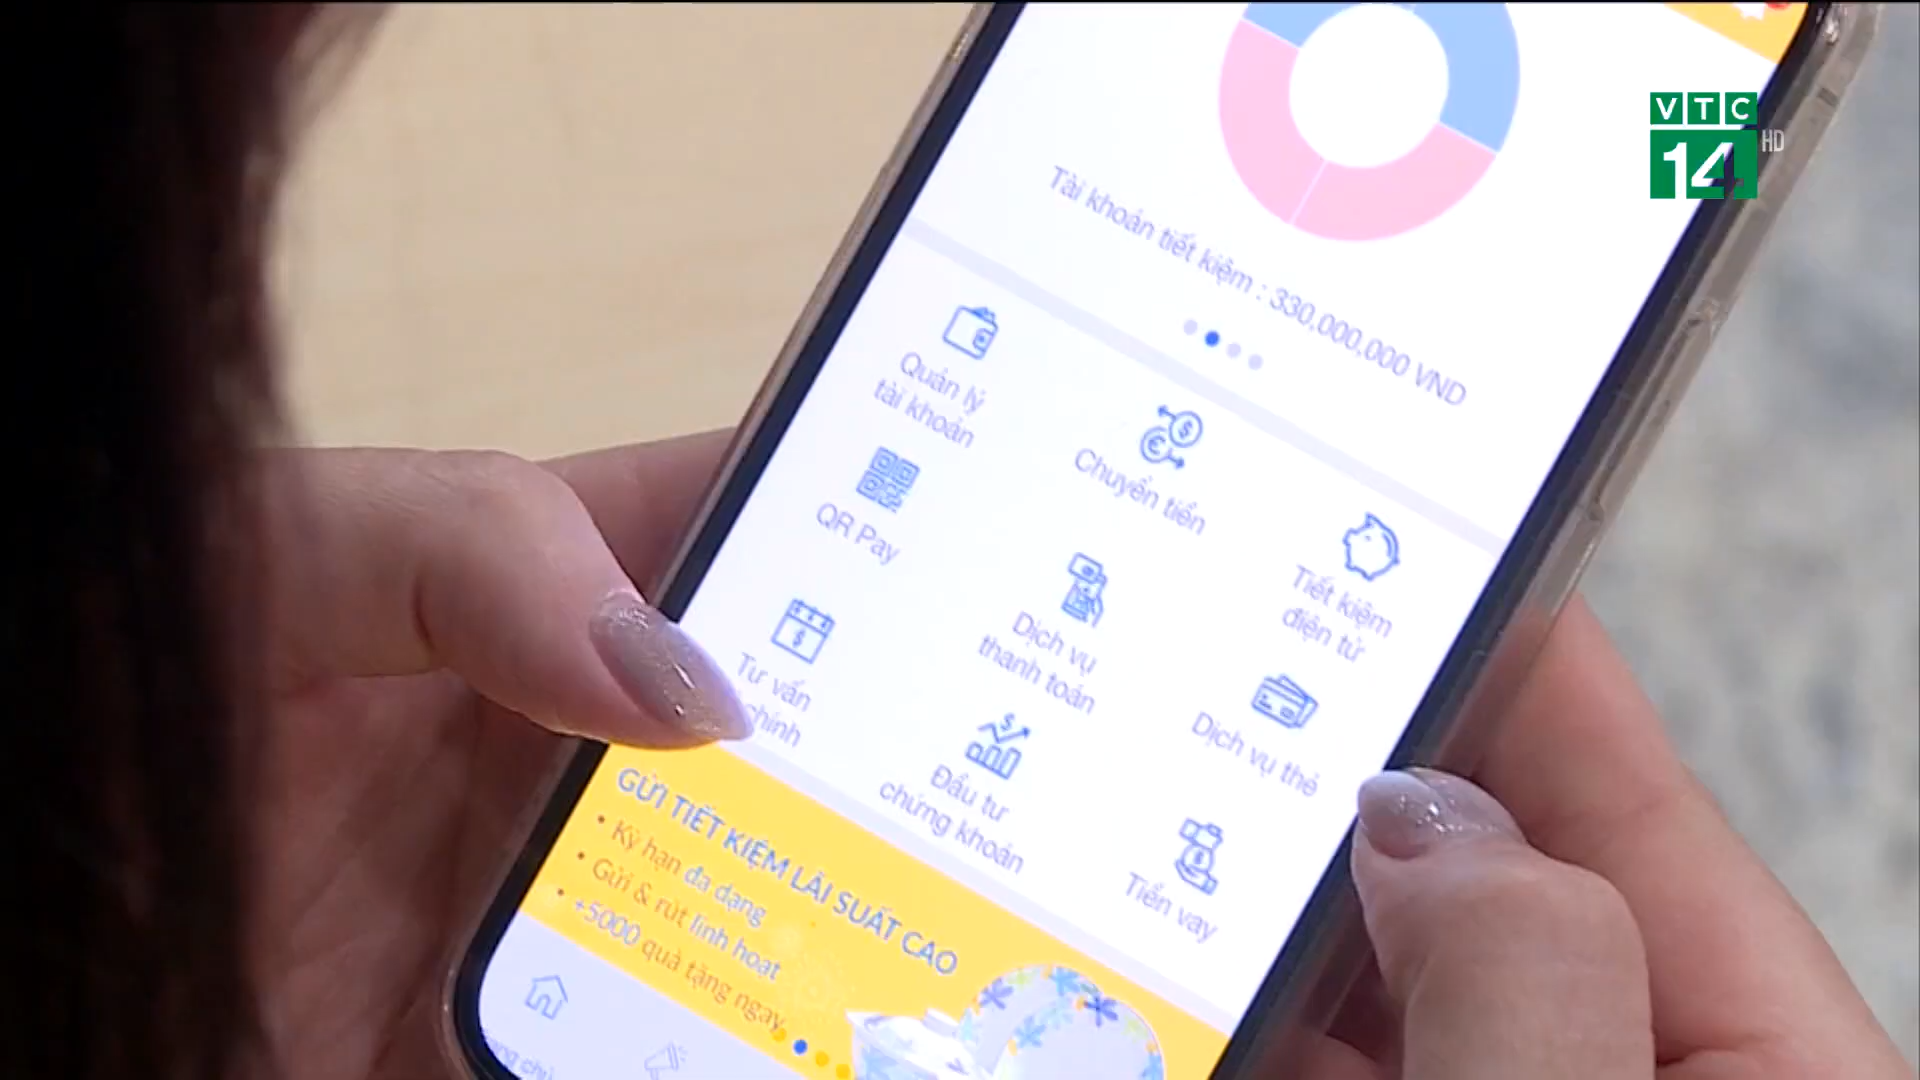 VTC
14 HD
Tài khoản tiết kiệm : 330,000,000 VND
Quản lý
tài khoản
Chuyển tiền
Tiết kiệm
điện tử
QR Pay
Dịch vụ
thanh toán
Dịch vụ thẻ
Tư vấn
chính
Đầu tư
chứng khoán
Tiền vay
GỬI TIẾT KIỆM LÃI SUẤT CAO
• Kỳ hạn đa dạng
• Gửi & rút linh hoạt
• +5000 quà tặng ngay